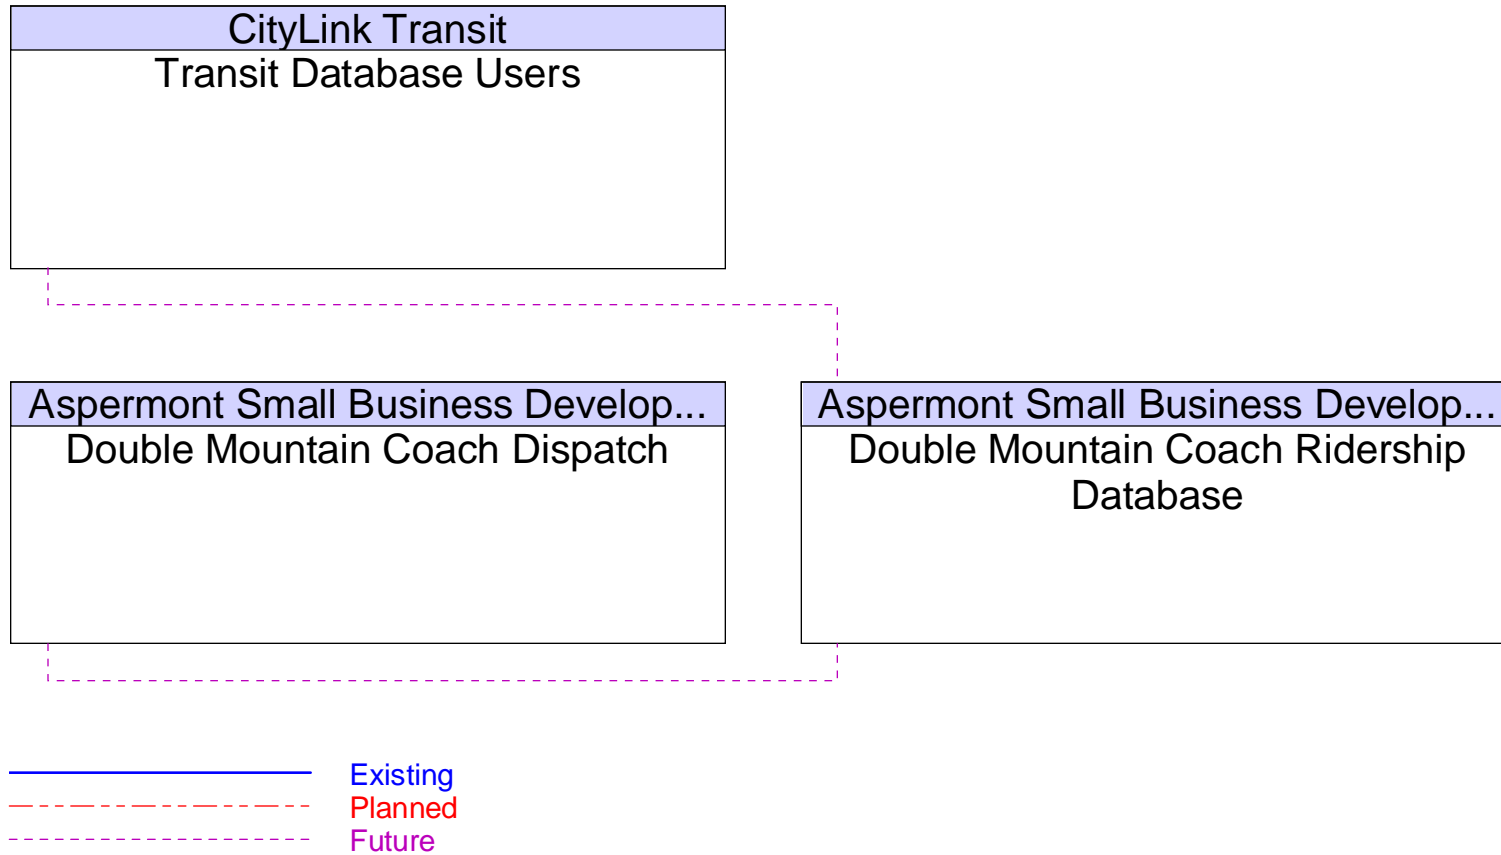 CityLink Transit
Transit Database Users
Aspermont Small Business Develop...
Double Mountain Coach Dispatch
Aspermont Small Business Develop...
Double Mountain Coach Ridership
Database
Existing
Planned
Future